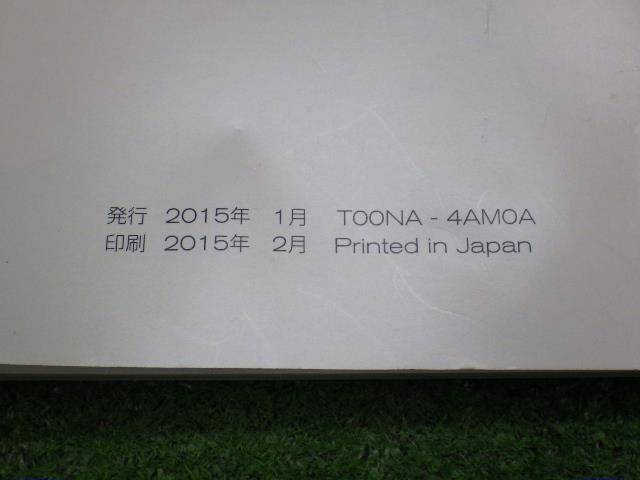 発行 2015年 1月 T00NA - 4AM0A
印刷 2015年 2月 Printed in Japan